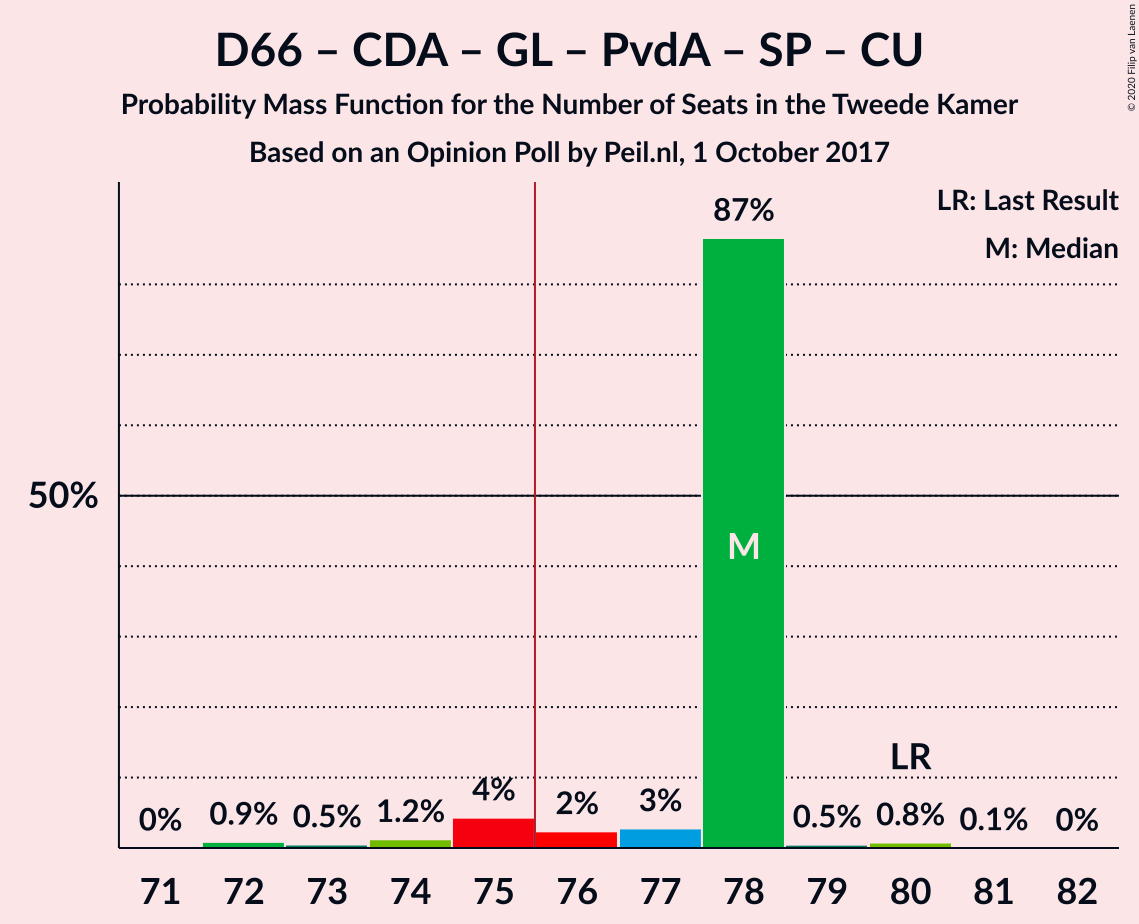 D66 – CDA – GL – PvdA – SP – CU
Probability Mass Function for the Number of Seats in the Tweede Kamer
Based on an Opinion Poll by Peil.nl, 1 October 2017
© 2020 Filip van Laenen
LR: Last Result
M: Median
87%
50%
M
LR
0% 0.9% 0.5% 1.2% 4% 2% 3% 0.5% 0.8% 0.1% 0%
71 72 73 74 75 76 77 78 79 80 81 82